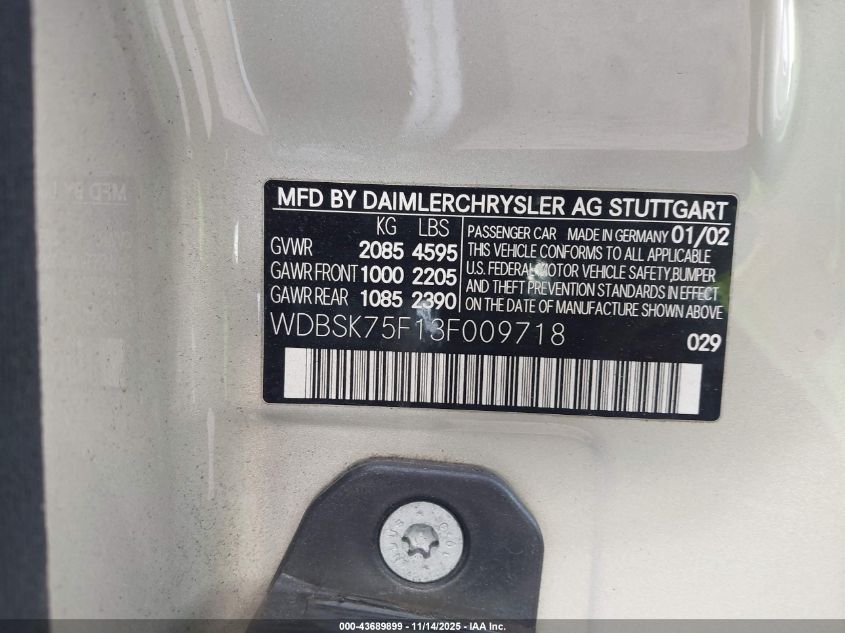 MFD BY DAIMLERCHRYSLER AG STUTTGART
KG LBS
GVWR 2085 4595
GAWR FRONT 1000 2205
GAWR REAR 1085 2390
PASSENGER CAR MADE IN GERMANY 01/02
THIS VEHICLE CONFORMS TO ALL APPLICABLE
U.S. FEDERAL MOTOR VEHICLE SAFETY, BUMPER
AND THEFT PREVENTION STANDARDS IN EFFECT
ON THE DATE OF MANUFACTURE SHOWN ABOVE
WDBSK75F13F009718
029
000-43689899 • 11/14/2025 - IAA Inc.